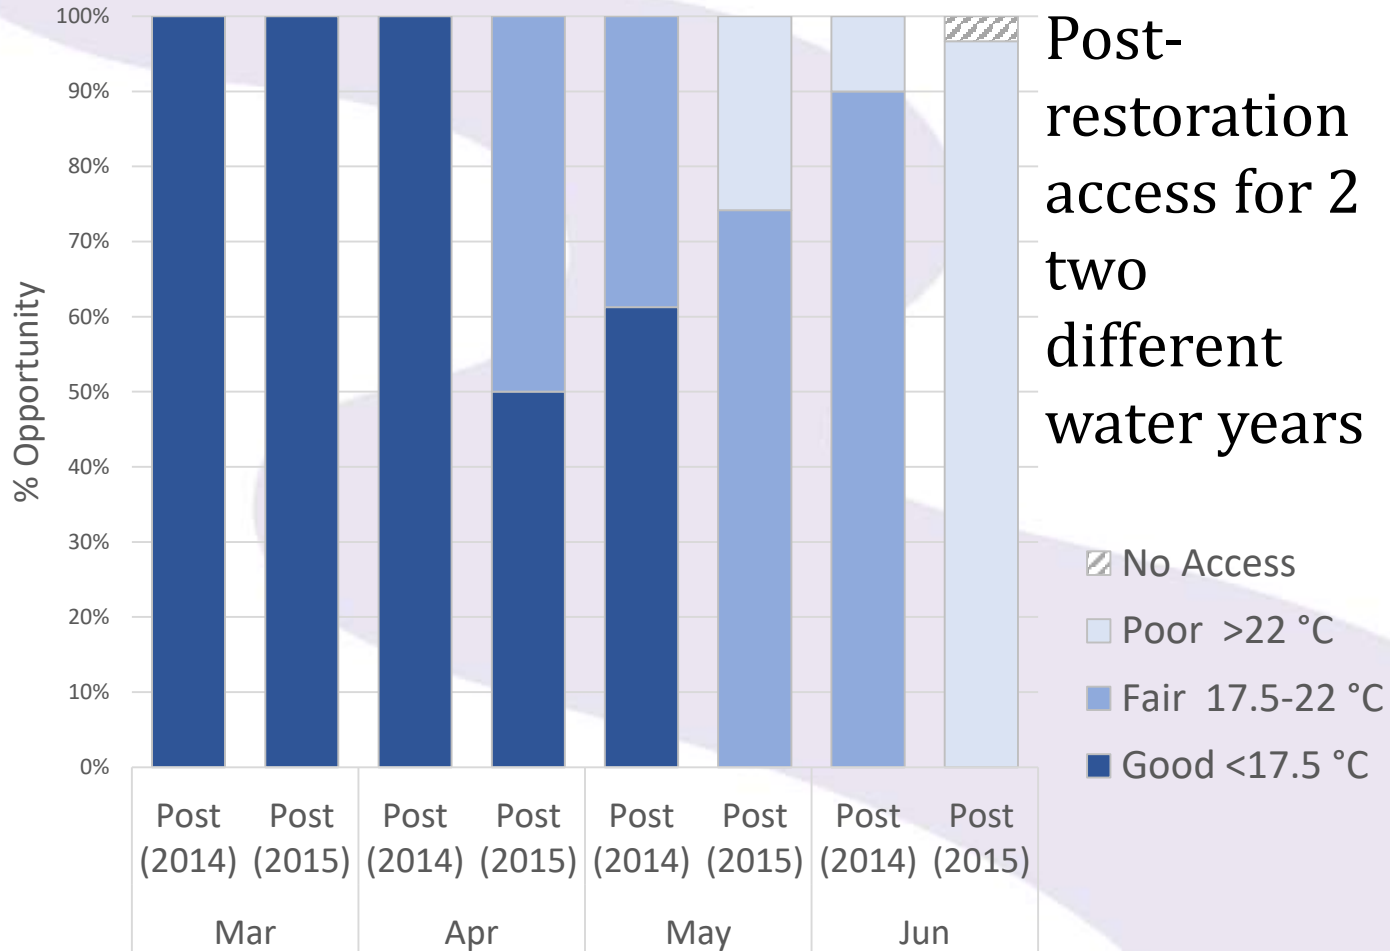 Post-
restoration
access for 2
two
different
water years
% Opportunity
100%
90%
80%
70%
60%
50%
40%
30%
20%
10%
0%
Post (2014)
Post (2015)
Post (2014)
Post (2015)
Post (2014)
Post (2015)
Post (2014)
Post (2015)
Mar
Apr
May
Jun
No Access
Poor >22 °C
Fair 17.5-22 °C
Good <17.5 °C